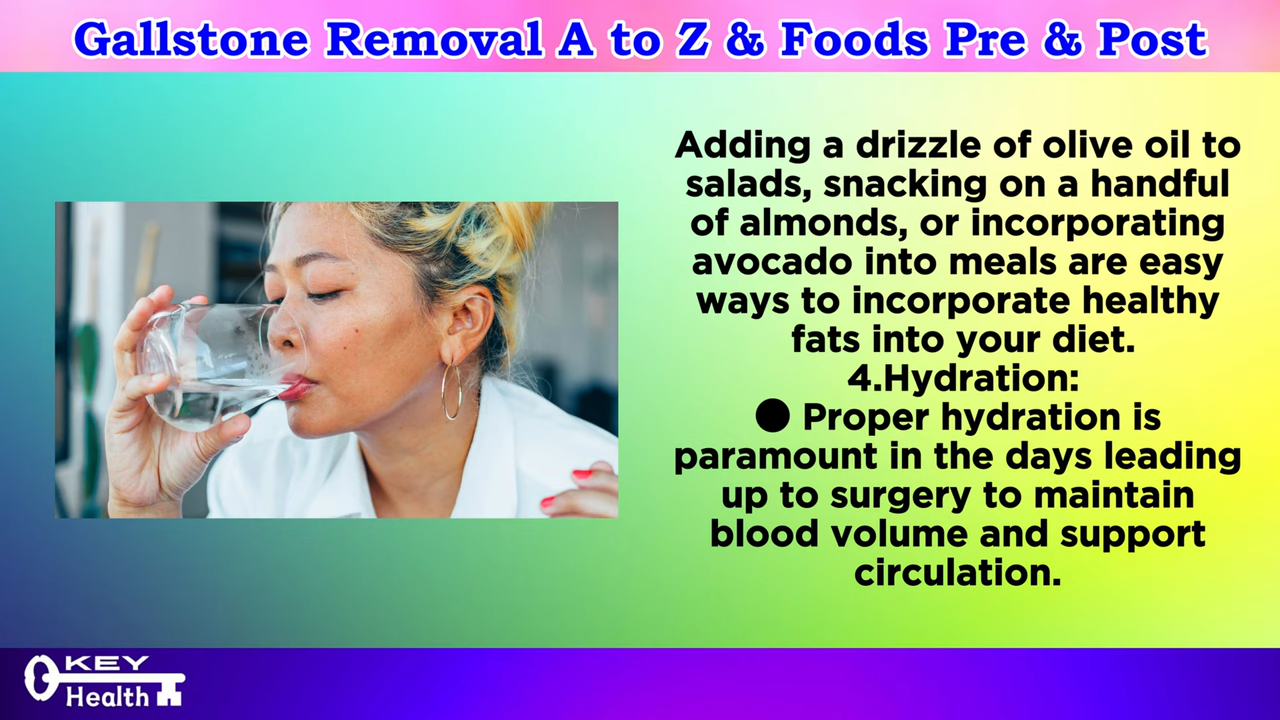 Gallstone Removal A to Z & Foods Pre & Post
Adding a drizzle of olive oil to
salads, snacking on a handful
of almonds, or incorporating
avocado into meals are easy
ways to incorporate healthy
fats into your diet.
4.Hydration:
● Proper hydration is
paramount in the days leading
up to surgery to maintain
blood volume and support
circulation.
KEY
Health